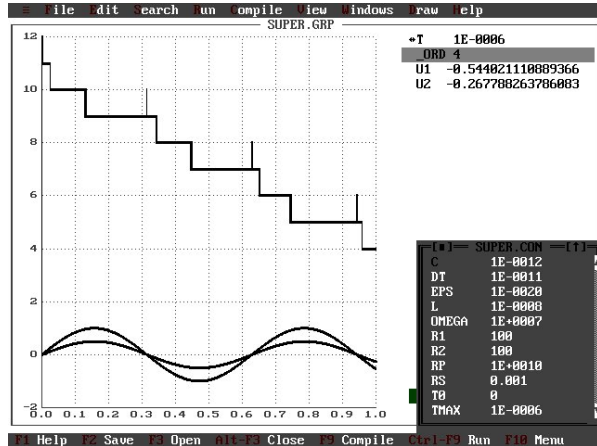 ≡ File Edit Search Run Compile View Windows Draw Help
SUPER.GRP
12
10
8
6
4
2
0
-2
0.0 0.1 0.2 0.3 0.4 0.5 0.6 0.7 0.8 0.9 1.0
*T 1E-0006
_ORD 4
U1 -0.544021110889366
U2 -0.267788263786083
[■] SUPER.CON [↑]
C 1E-0012
DT 1E-0011
EPS 1E-0020
L 1E-0008
OMEGA 1E+0007
R1 100
R2 100
RP 1E+0010
RS 0.001
T0 0
TMAX 1E-0006
F1 Help F2 Save F3 Open Alt-F3 Close F9 Compile Ctrl-F9 Run F10 Menu